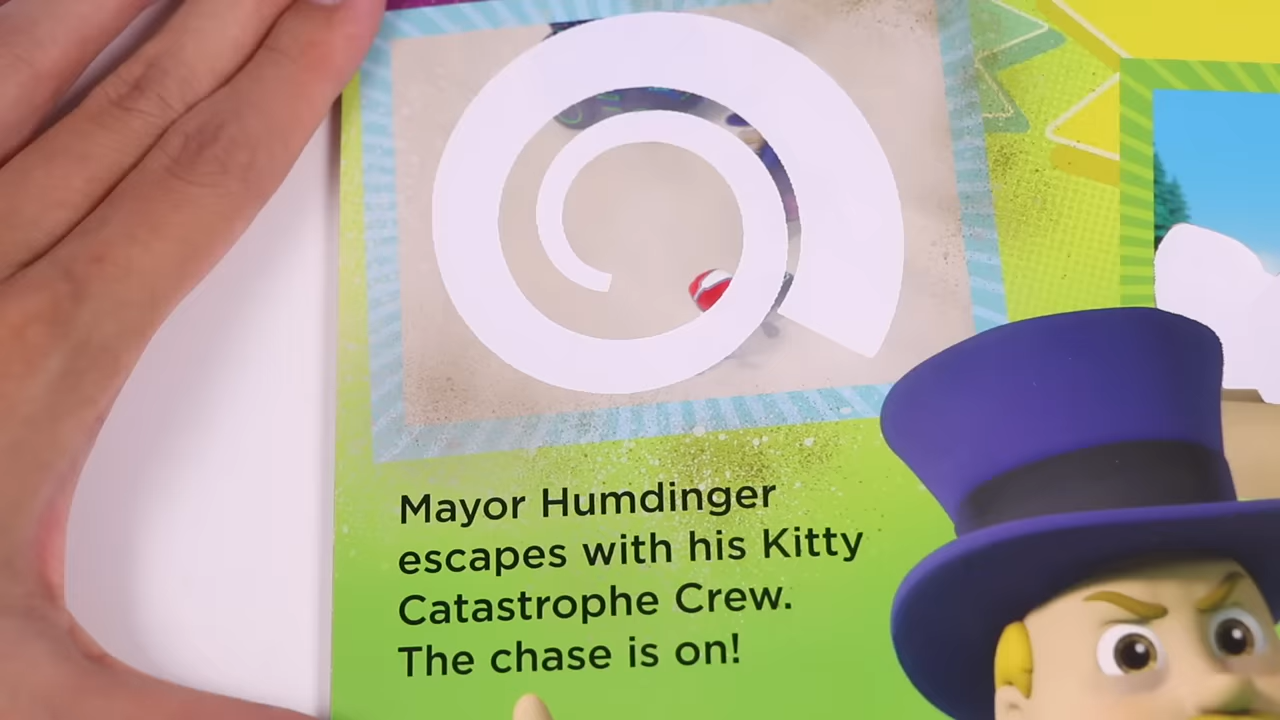 Mayor Humdinger
escapes with his Kitty
Catastrophe Crew.
The chase is on!